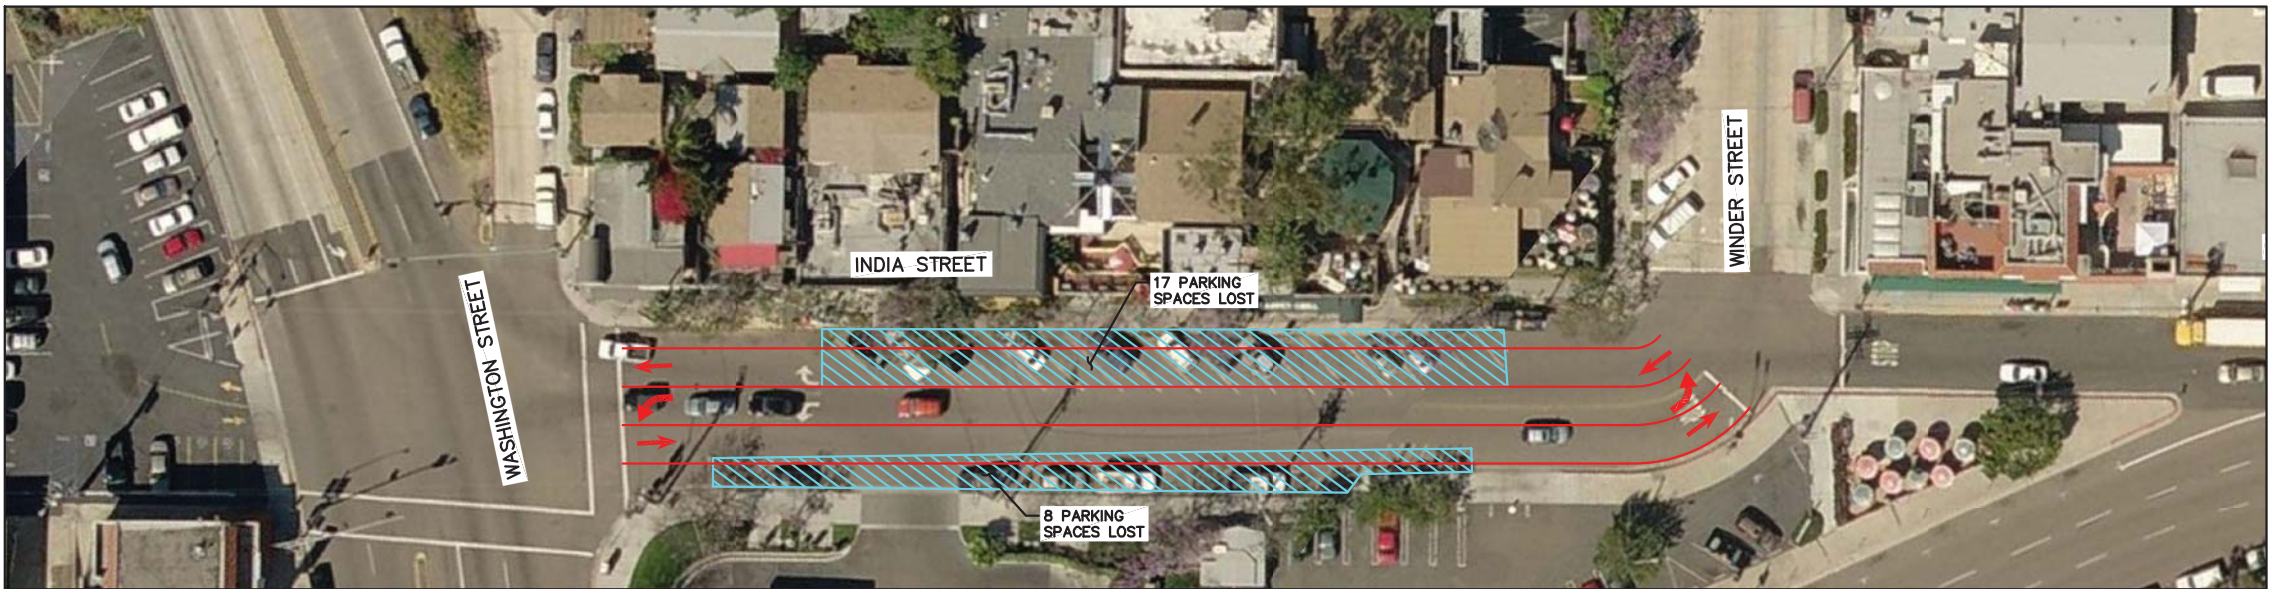 WINDER STREET
INDIA STREET
17 PARKING
SPACES LOST
WASHINGTON STREET
8 PARKING
SPACES LOST